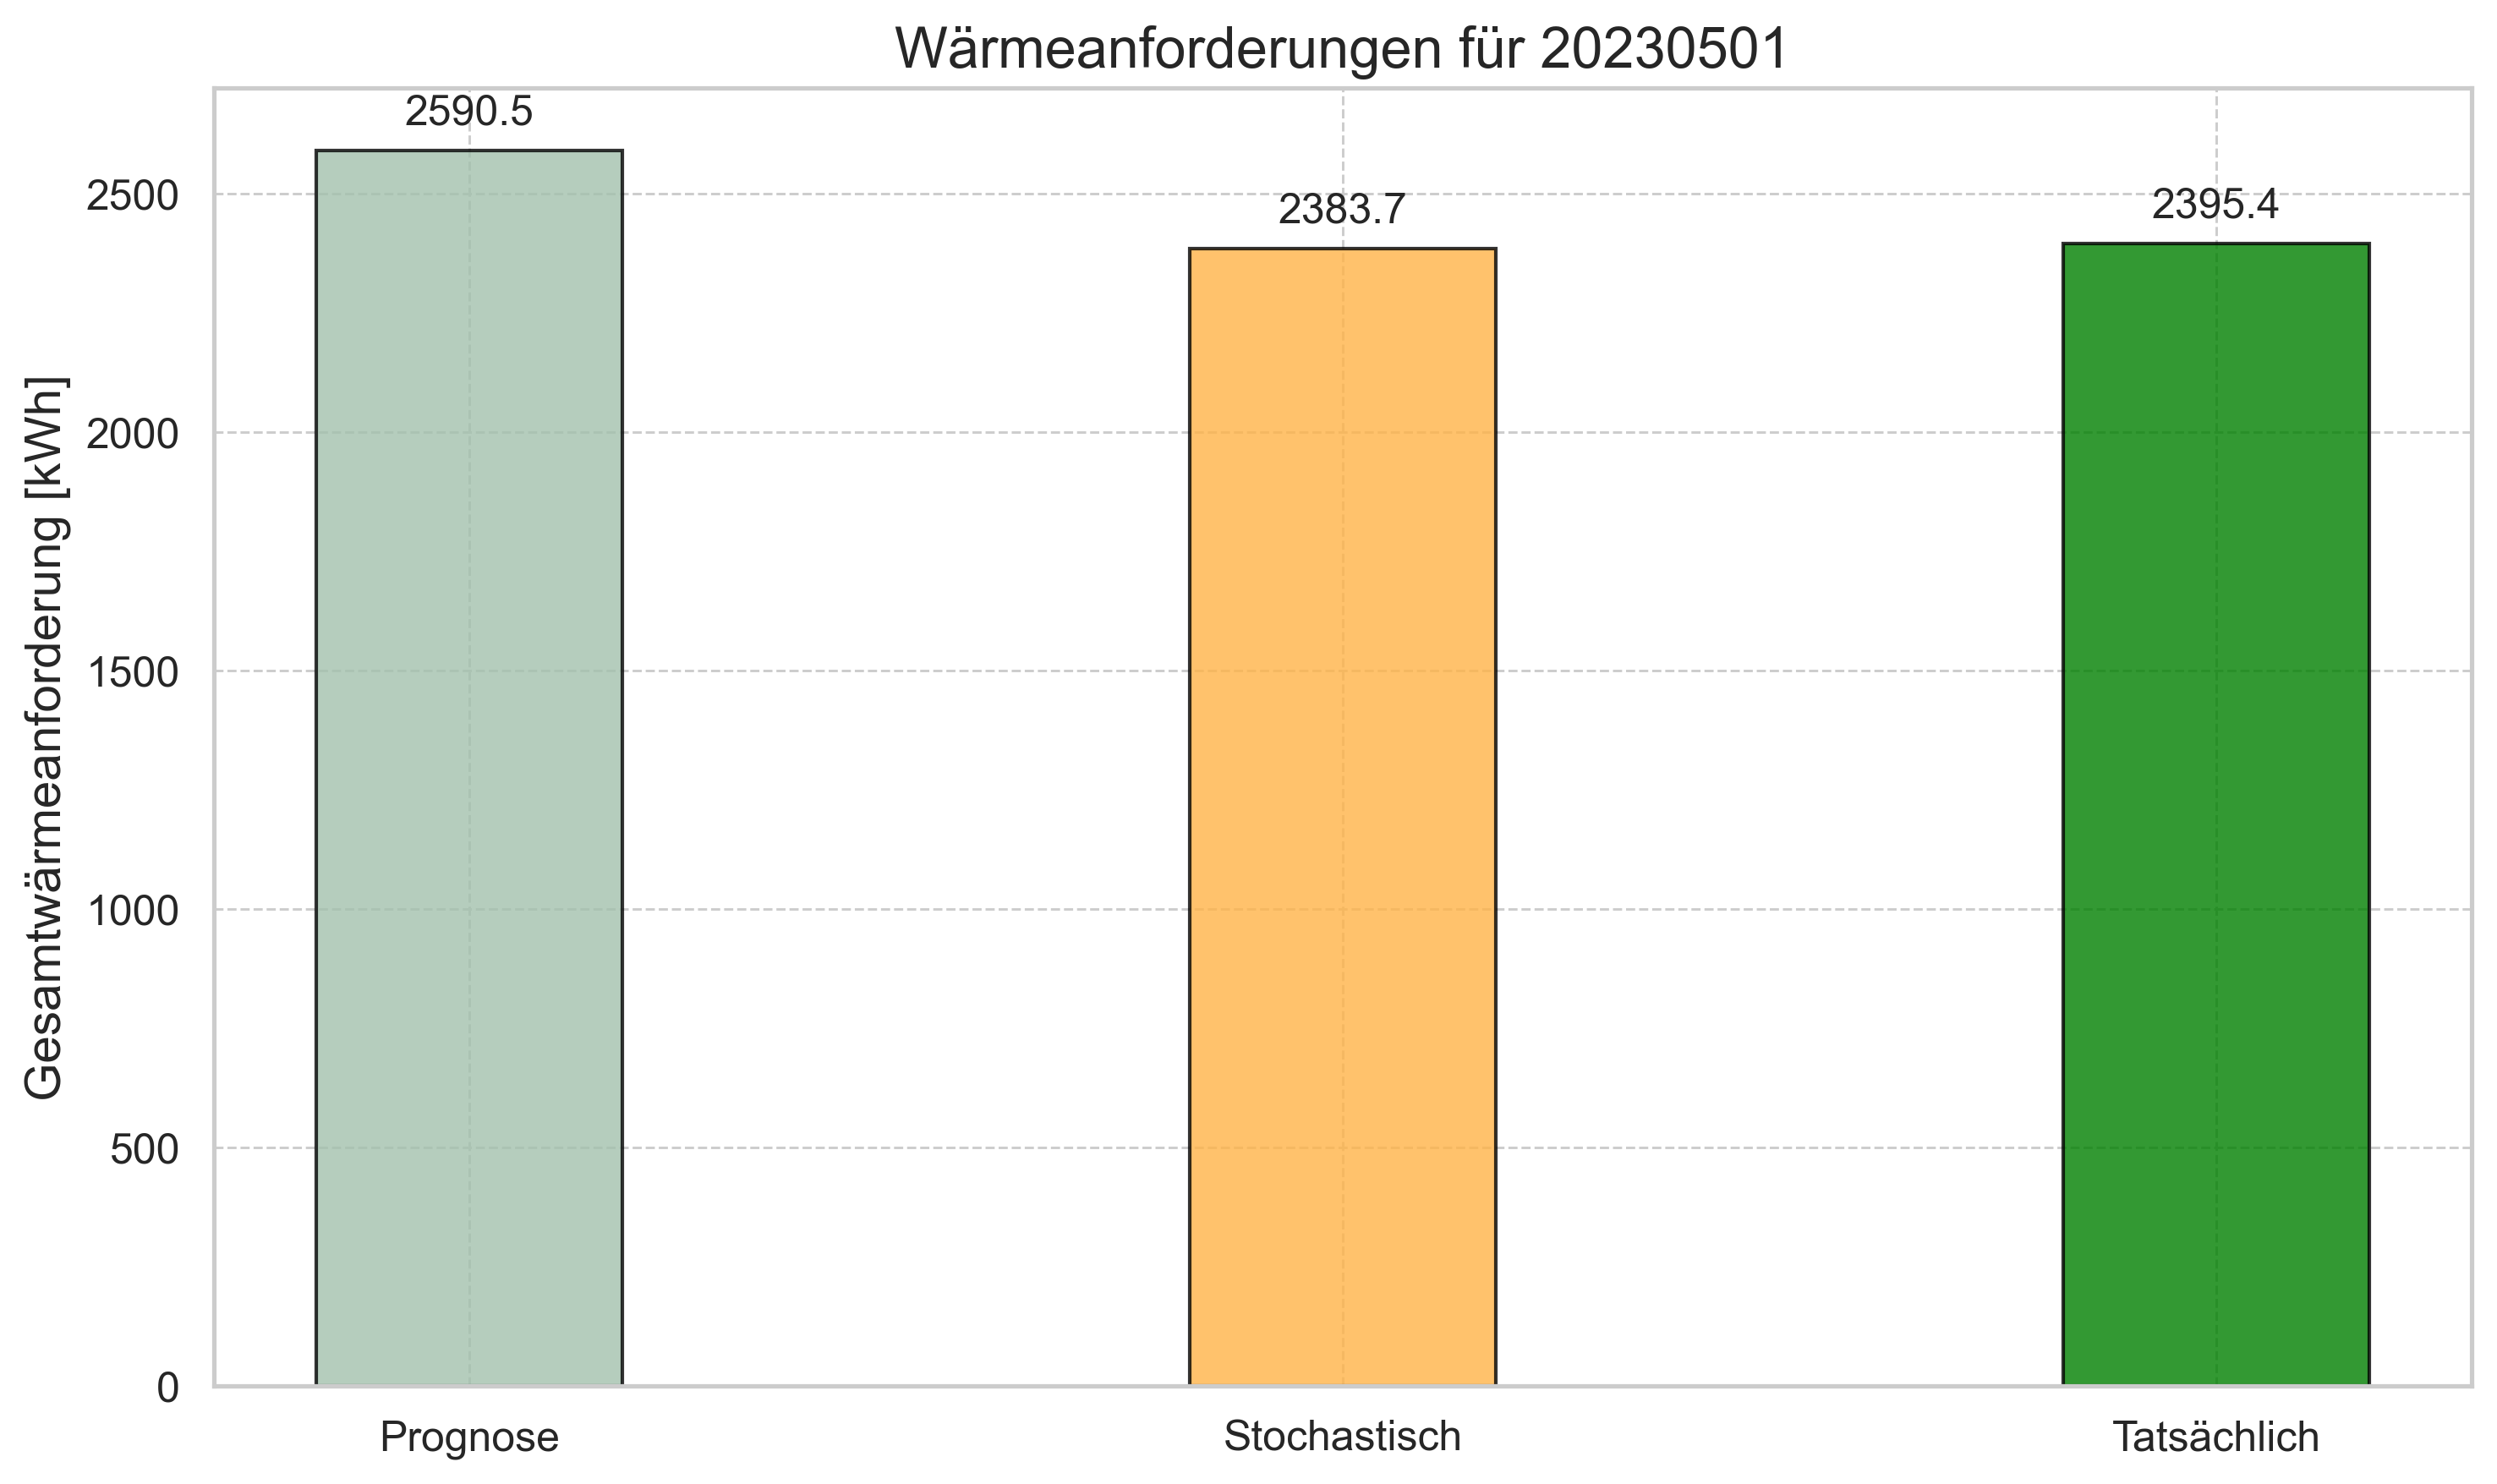 Wärmeanforderungen für 20230501
Gesamtwärmeanforderung [kWh]
2500
2000
1500
1000
500
0
2590.5
2383.7
2395.4
Prognose
Stochastisch
Tatsächlich